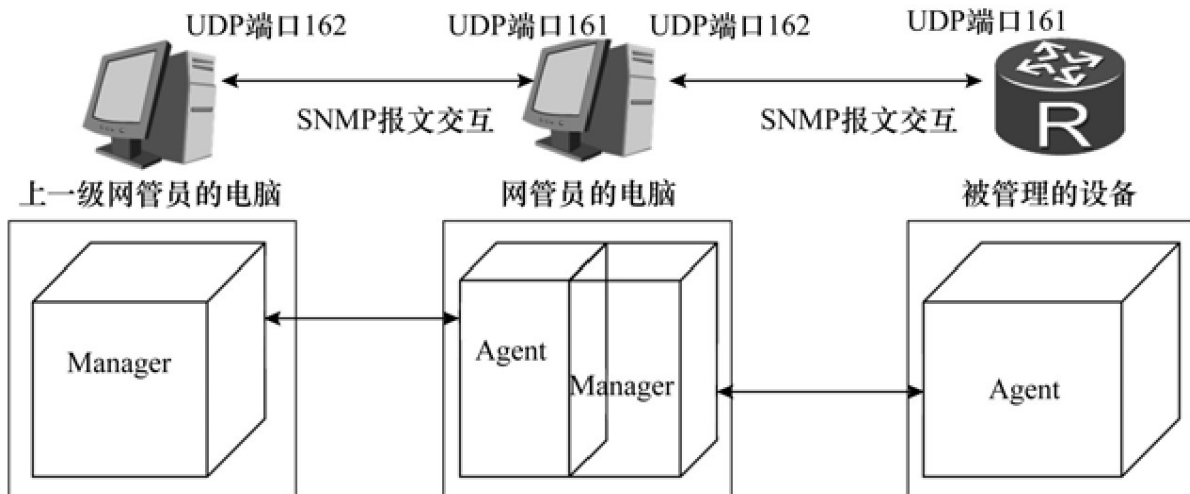 UDP端口162 UDP端口161 UDP端口162 UDP端口161
SNMP报文交互 SNMP报文交互
R
上一级网管员的电脑 网管员的电脑 被管理的设备
Manager Agent Manager Agent